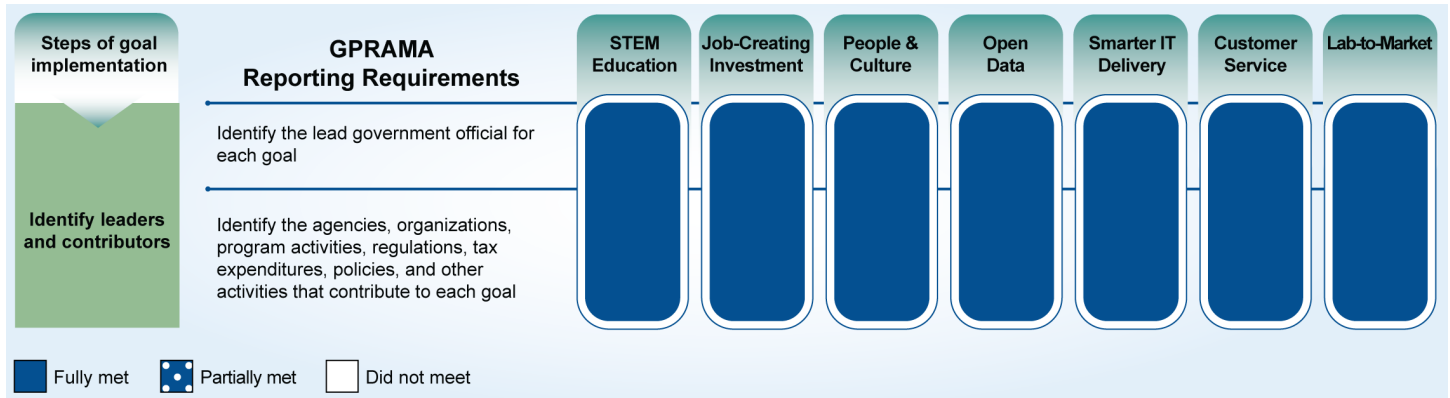 Steps of goal
implementation
GPRAMA
Reporting Requirements
STEM
Education
Job-Creating
Investment
People &
Culture
Open
Data
Smarter IT
Delivery
Customer
Service
Lab-to-Market
Identify leaders
and contributors
Identify the lead government official for
each goal
Identify the agencies, organizations,
program activities, regulations, tax
expenditures, policies, and other
activities that contribute to each goal
Fully met
Partially met
Did not meet